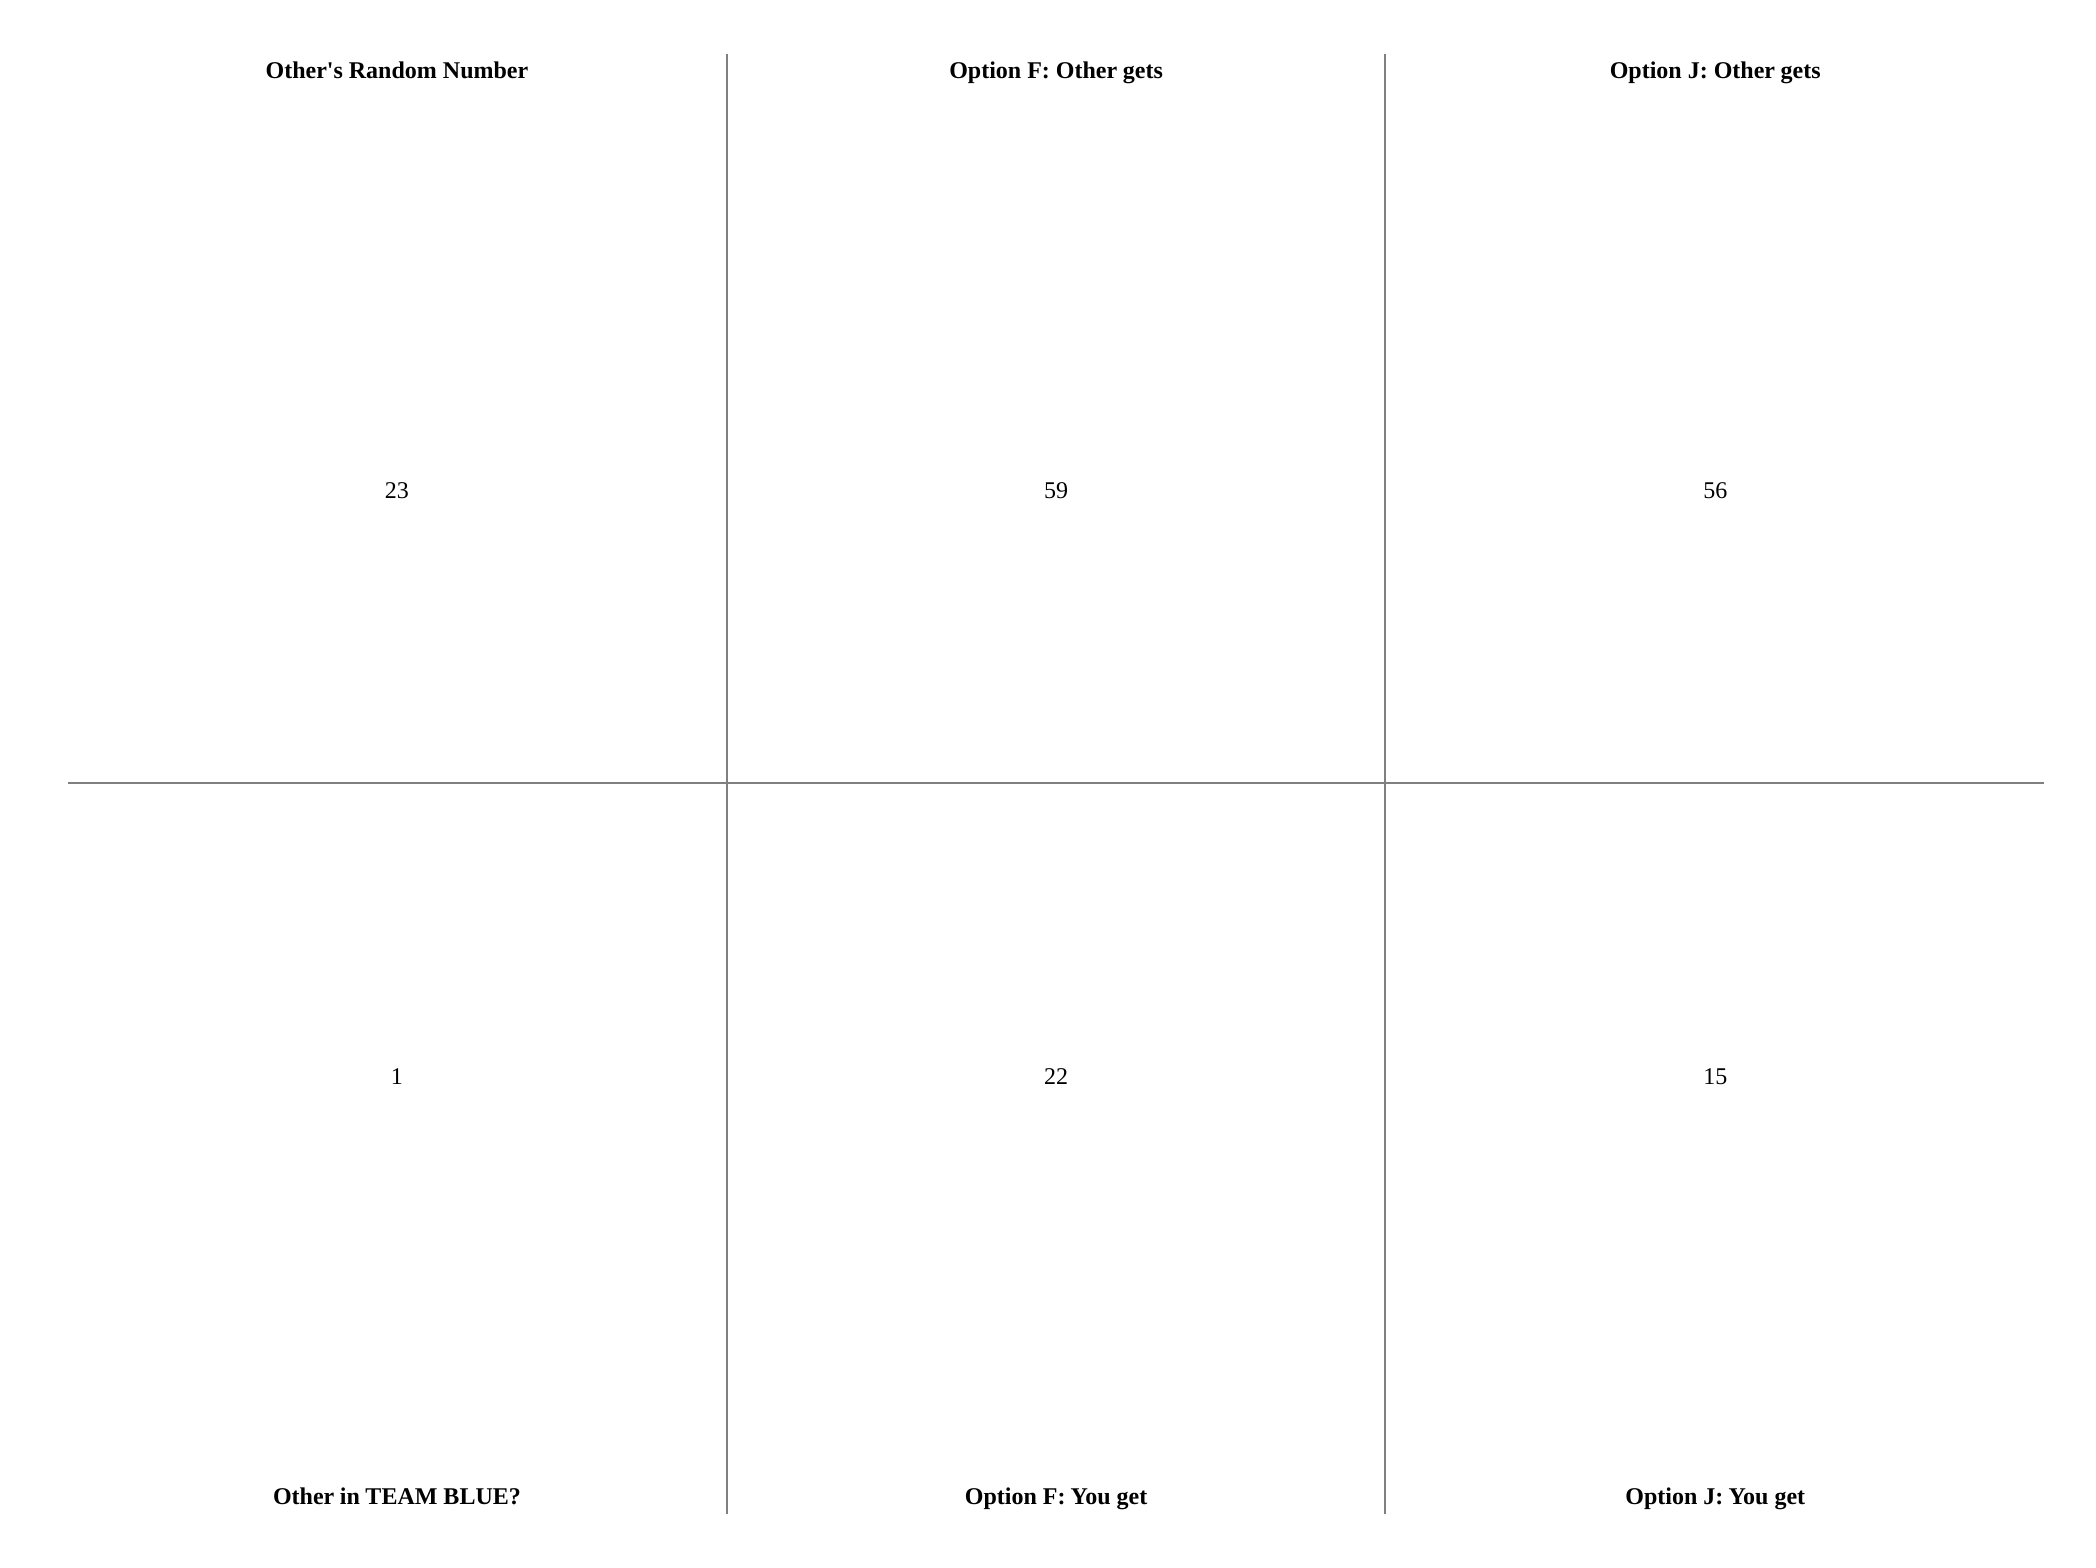 Other's Random Number
Option F: Other gets
Option J: Other gets
23
59
56
1
22
15
Other in TEAM BLUE?
Option F: You get
Option J: You get